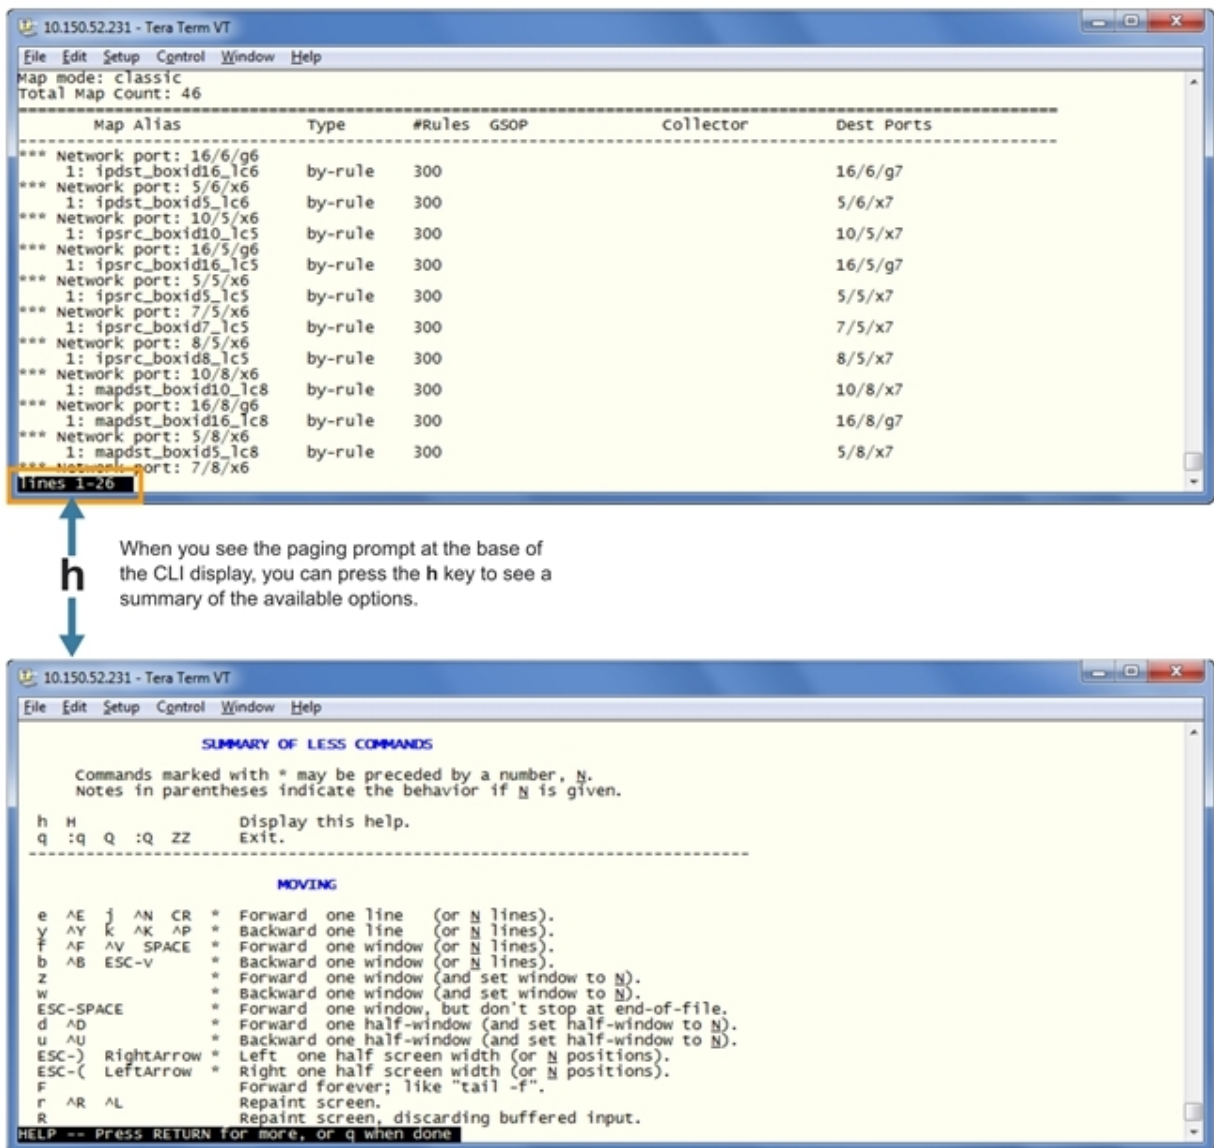 10.150.52.231 - Tera Term VT
File Edit Setup Control Window Help
Map mode: classic
Total Map Count: 46
Map Alias Type #Rules GSOP Collector Dest Ports
*** Network port: 16/6/g6
1: ipdst_boxid16_lc6 by-rule 300 16/6/g7
*** Network port: 5/6/x6
1: ipdst_boxid5_lc6 by-rule 300 5/6/x7
*** Network port: 10/5/x6
1: ipsrc_boxid10_lc5 by-rule 300 10/5/x7
*** Network port: 16/5/g6
1: ipsrc_boxid16_lc5 by-rule 300 16/5/g7
*** Network port: 5/5/x6
1: ipsrc_boxid5_lc5 by-rule 300 5/5/x7
*** Network port: 7/5/x6
1: ipsrc_boxid7_lc5 by-rule 300 7/5/x7
*** Network port: 8/5/x6
1: ipsrc_boxid8_lc5 by-rule 300 8/5/x7
*** Network port: 10/8/x6
1: mapdst_boxid10_lc8 by-rule 300 10/8/x7
*** Network port: 16/8/g6
1: mapdst_boxid16_lc8 by-rule 300 16/8/g7
*** Network port: 5/8/x6
1: mapdst_boxid5_lc8 by-rule 300 5/8/x7
*** Network port: 7/8/x6
lines 1-26
h
When you see the paging prompt at the base of
the CLI display, you can press the h key to see a
summary of the available options.
10.150.52.231 - Tera Term VT
File Edit Setup Control Window Help
SUMMARY OF LESS COMMANDS
Commands marked with * may be preceded by a number, N.
Notes in parentheses indicate the behavior if N is given.
h H Display this help.
q :q Q :Q ZZ Exit.
MOVING
e ^E j ^N CR * Forward one line (or N lines).
y ^Y k ^K ^P * Backward one line (or N lines).
f ^F ^V SPACE * Forward one window (or N lines).
b ^B ESC-v * Backward one window (or N lines).
z * Forward one window (and set window to N).
w * Backward one window (and set window to N).
ESC-SPACE * Forward one window, but don't stop at end-of-file.
d ^D * Forward one half-window (and set half-window to N).
u ^U * Backward one half-window (and set half-window to N).
ESC-) RightArrow * Left one half screen width (or N positions).
ESC-( LeftArrow * Right one half screen width (or N positions).
F Forward forever; like "tail -f".
r ^R ^L Repaint screen.
R Repaint screen, discarding buffered input.
HELP -- Press RETURN for more, or q when done